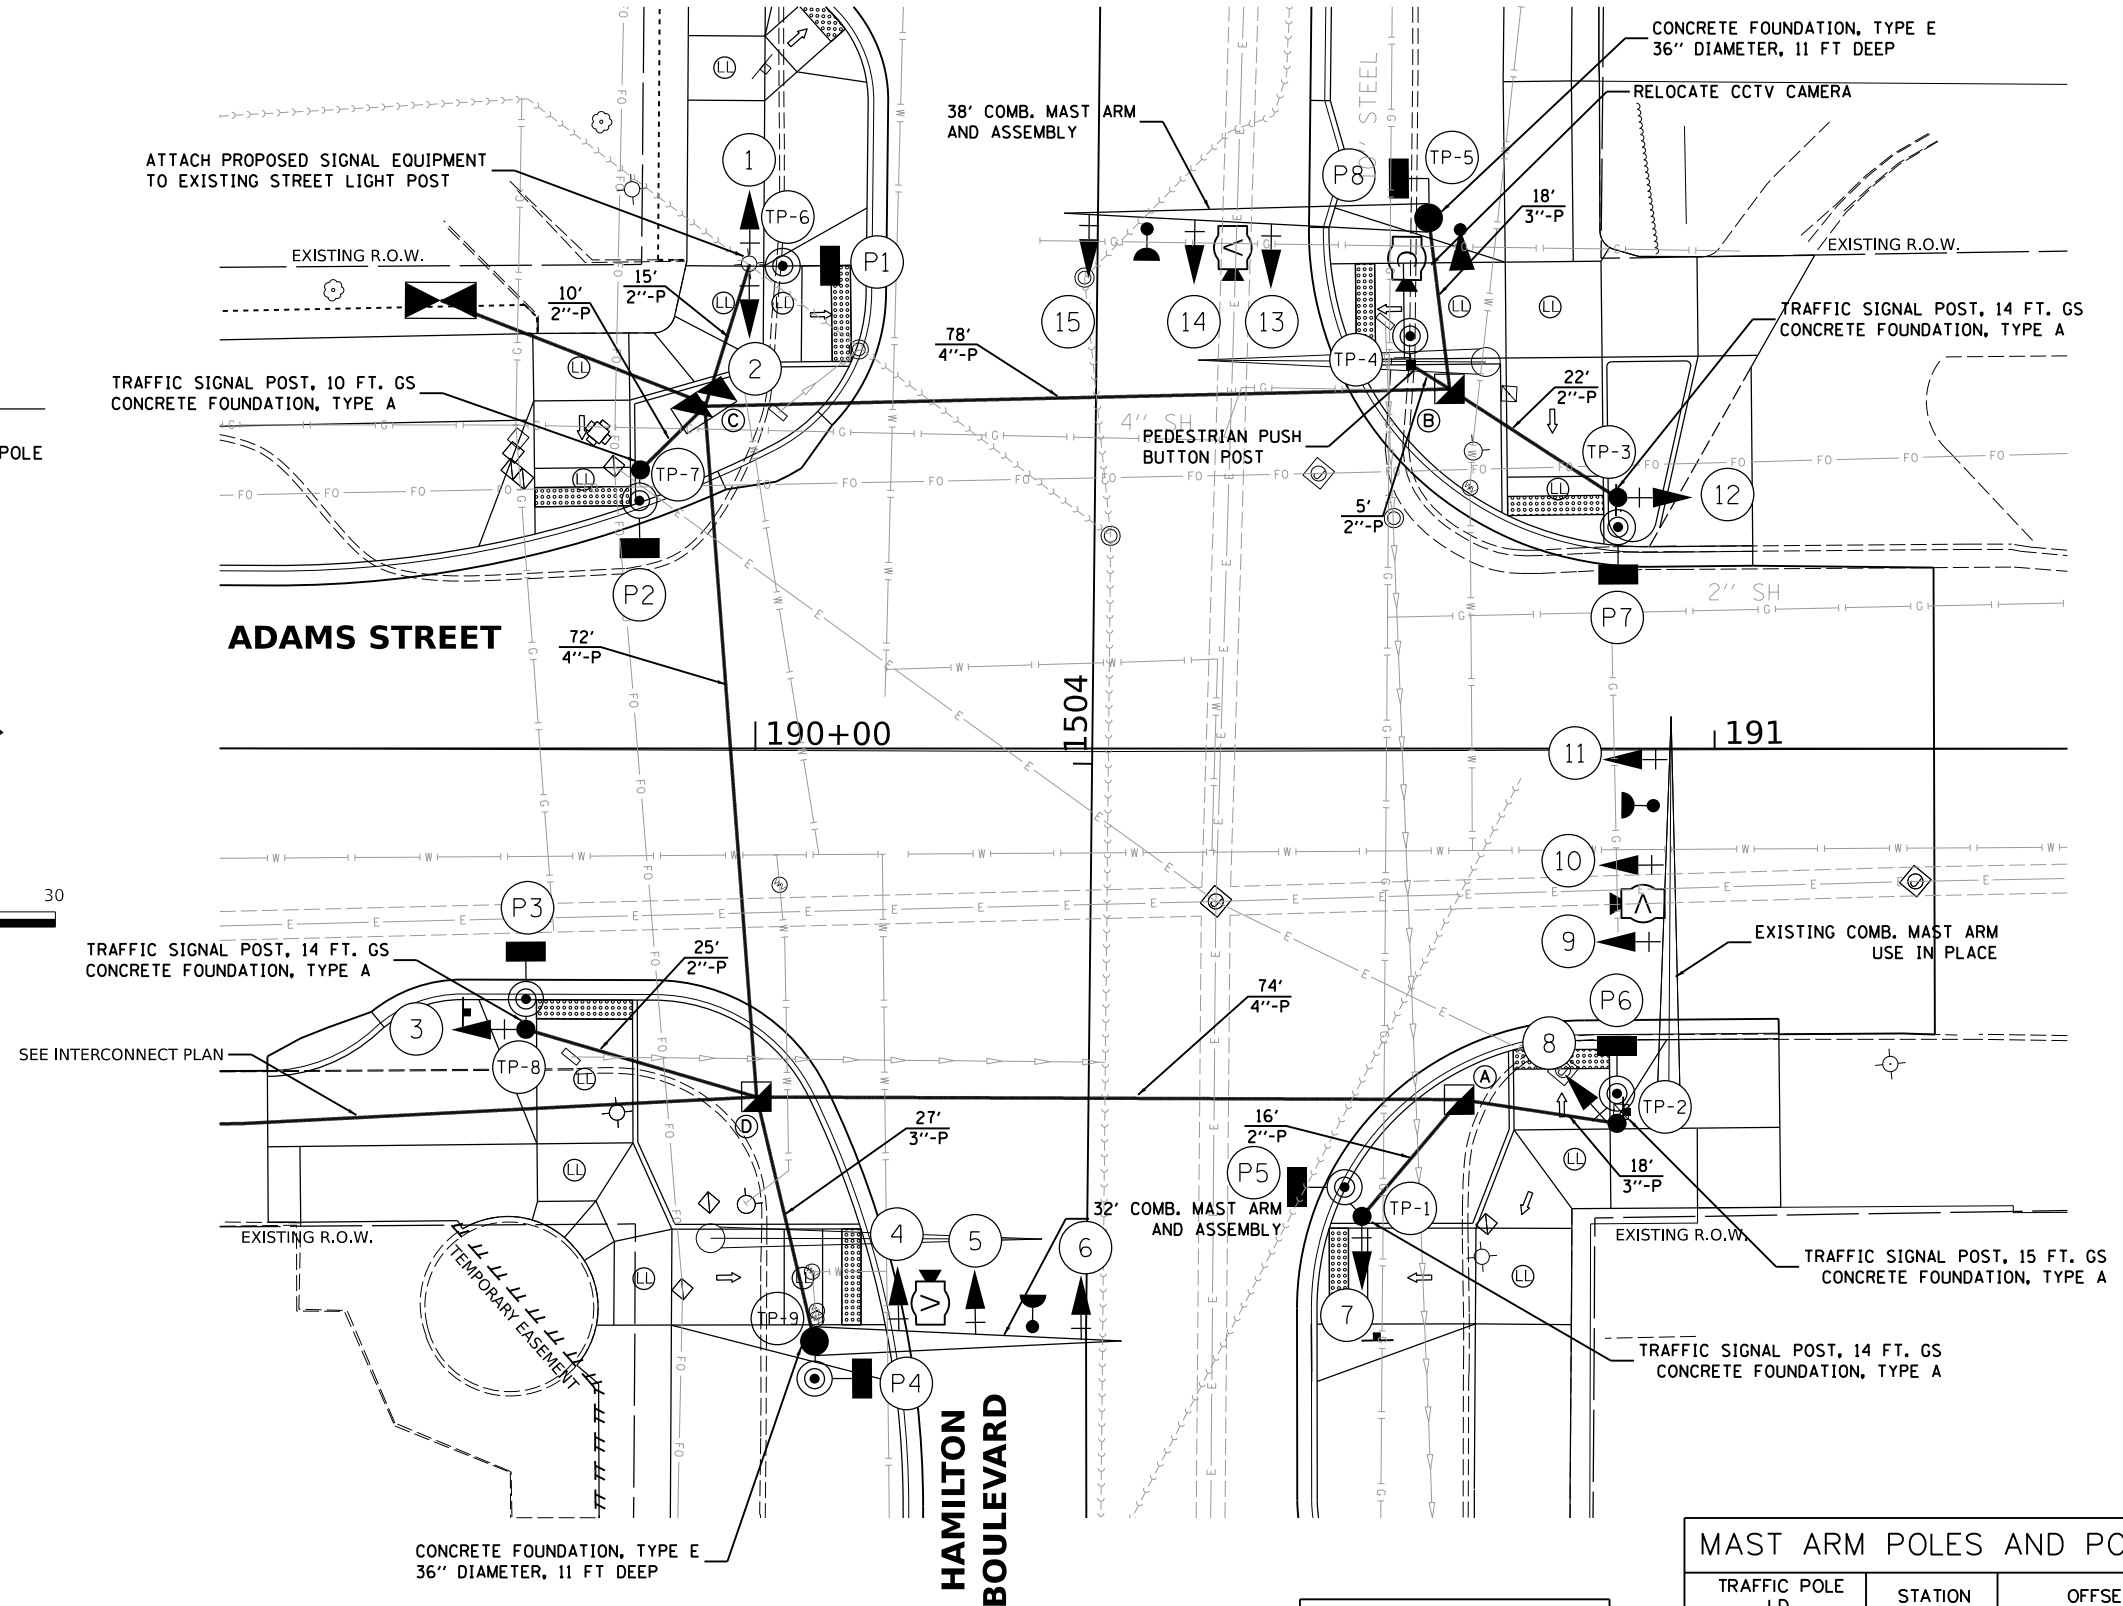 CONCRETE FOUNDATION, TYPE E
36'' DIAMETER, 11 FT DEEP
RELOCATE CCTV CAMERA
38' COMB. MAST ARM
AND ASSEMBLY
ATTACH PROPOSED SIGNAL EQUIPMENT
TO EXISTING STREET LIGHT POST
1
TP-6
P1
P8
TP-5
18'
3''-P
EXISTING R.O.W.
EXISTING R.O.W.
10'
2''-P
15'
2''-P
2
15
14
13
78'
4''-P
TP-4
TRAFFIC SIGNAL POST, 14 FT. GS
CONCRETE FOUNDATION, TYPE A
TRAFFIC SIGNAL POST, 10 FT. GS
CONCRETE FOUNDATION, TYPE A
22'
2''-P
C
B
4'' SH
PEDESTRIAN PUSH
BUTTON POST
POLE
TP-7
TP-3
12
5'
2''-P
P2
P7
2'' SH
ADAMS STREET
72'
4''-P
190+00
1504
191
11
10
9
30
P3
TRAFFIC SIGNAL POST, 14 FT. GS
CONCRETE FOUNDATION, TYPE A
25'
2''-P
EXISTING COMB. MAST ARM
USE IN PLACE
74'
4''-P
P6
3
8
SEE INTERCONNECT PLAN
TP-8
A
TP-2
D
27'
3''-P
16'
2''-P
18'
3''-P
P5
TP-1
32' COMB. MAST ARM
AND ASSEMBLY
EXISTING R.O.W.
EXISTING R.O.W.
4
5
6
TEMPORARY EASEMENT
TP-9
7
TRAFFIC SIGNAL POST, 15 FT. GS
CONCRETE FOUNDATION, TYPE A
TRAFFIC SIGNAL POST, 14 FT. GS
CONCRETE FOUNDATION, TYPE A
P4
HAMILTON
BOULEVARD
CONCRETE FOUNDATION, TYPE E
36'' DIAMETER, 11 FT DEEP
MAST ARM POLES AND PO
TRAFFIC POLE
STATION
OFFSE